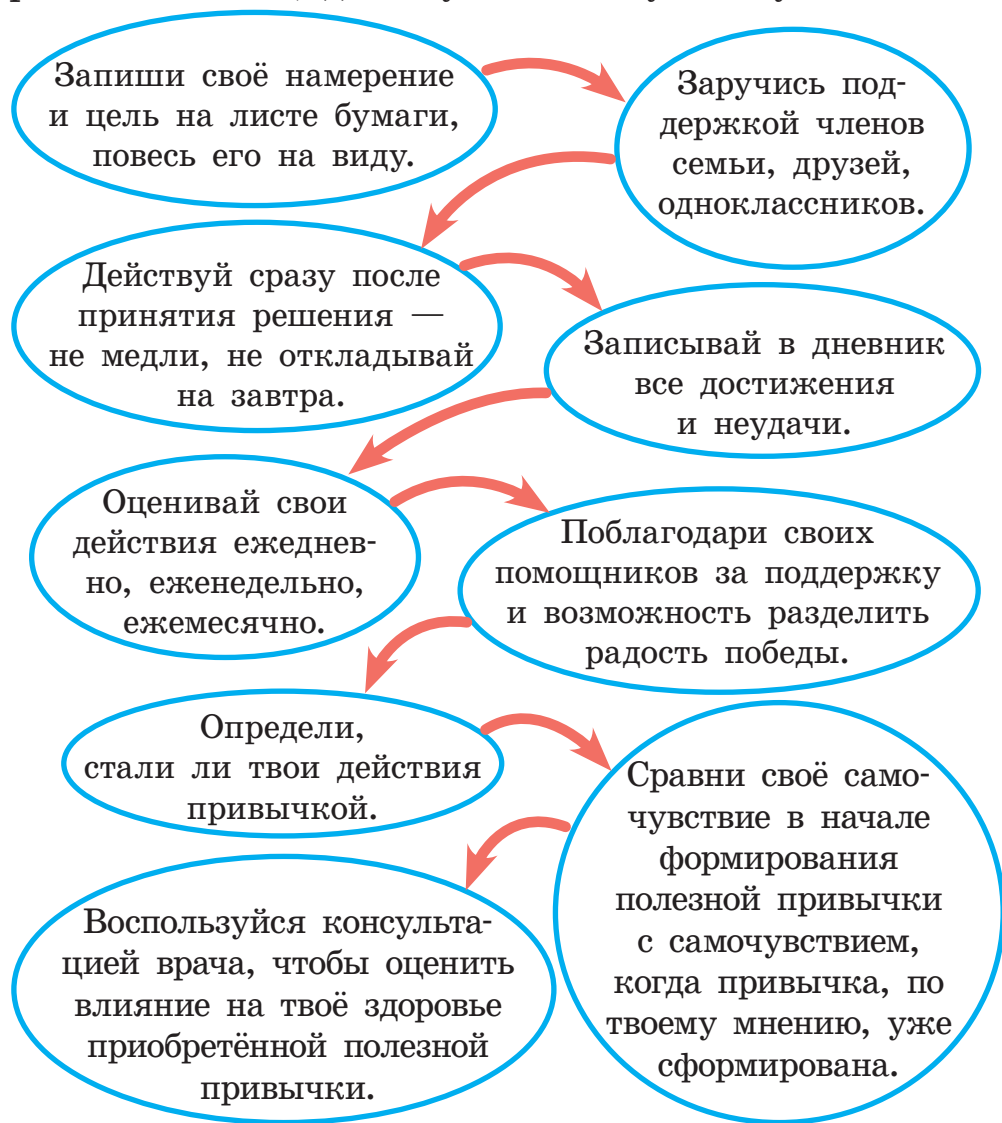 Запиши своё намерение
и цель на листе бумаги,
повесь его на виду.
Заручись под-
держкой членов
семьи, друзей,
одноклассников.
Действуй сразу после
принятия решения —
не медли, не откладывай
на завтра.
Записывай в дневник
все достижения
и неудачи.
Оценивай свои
действия ежеднев-
но, еженедельно,
ежемесячно.
Поблагодари своих
помощников за поддержку
и возможность разделить
радость победы.
Определи,
стали ли твои действия
привычкой.
Сравни своё само-
чувствие в начале
формирования
полезной привычки
с самочувствием,
когда привычка, по
твоему мнению, уже
сформирована.
Воспользуйся консульта-
цией врача, чтобы оценить
влияние на твоё здоровье
приобретённой полезной
привычки.